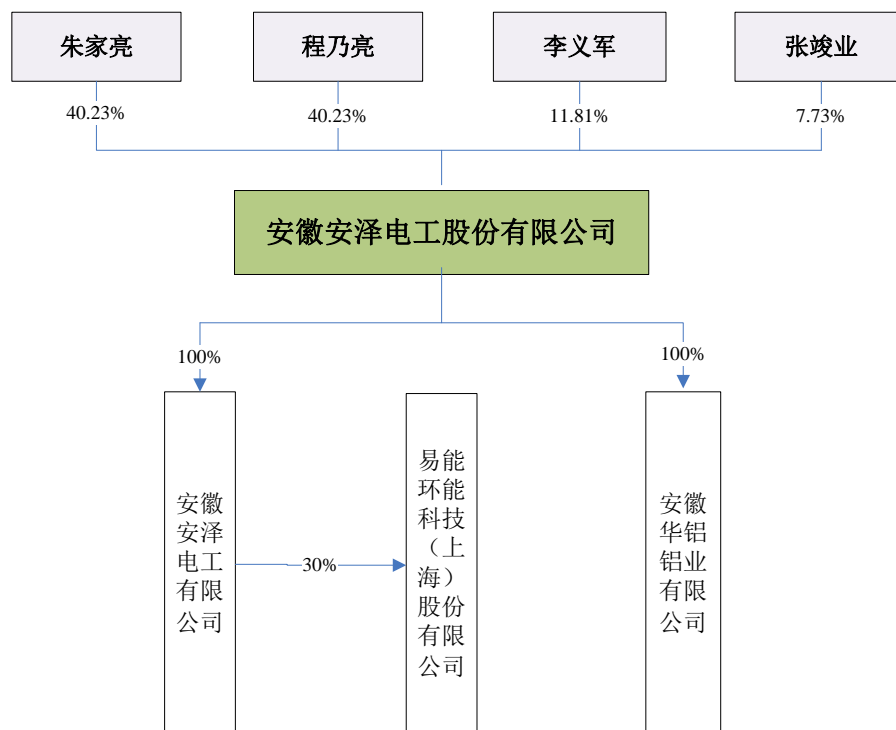 朱家亮
程乃亮
李义军
张竣业
40.23%
40.23%
11.81%
7.73%
安徽安泽电工股份有限公司
100%
100%
安徽
安泽
电工
有限
公司
30%
易能
环能
科技
（上
海）
股份
有限
公司
安徽
华铝
铝业
有限
公司